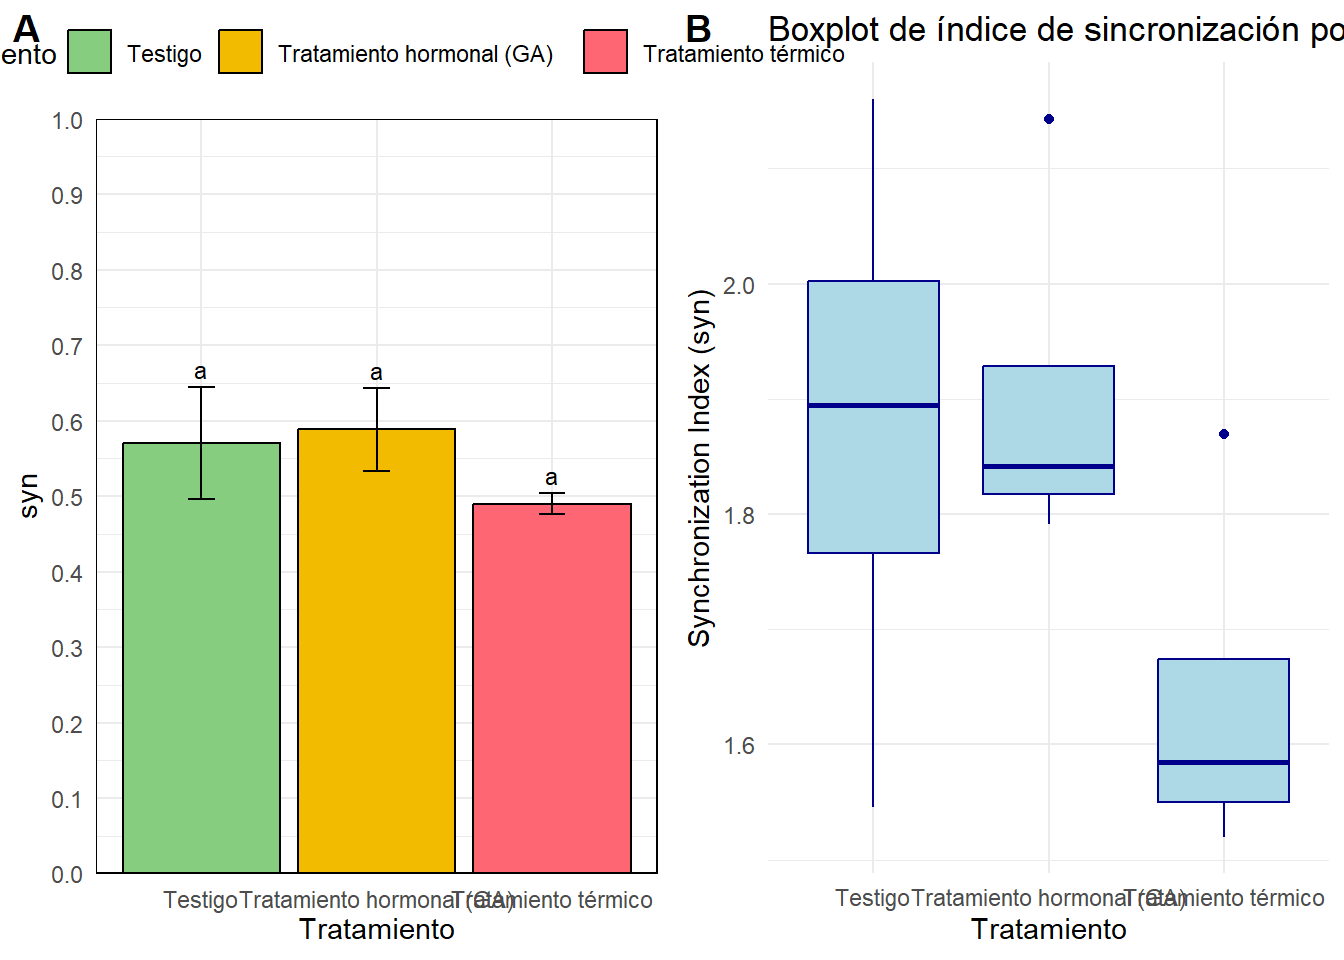 A
iento Testigo Tratamiento hormonal (GA) Tratamiento térmico
1.0
0.9
0.8
0.7
0.6
0.5
0.4
0.3
0.2
0.1
0.0
syn
a
a
a
Testigo Tratamiento hormonal (GA) Tratamiento térmico
Tratamiento
B
Boxplot de índice de sincronización po
2.0
1.8
1.6
Synchronization Index (syn)
Testigo Tratamiento hormonal (GA) Tratamiento térmico
Tratamiento